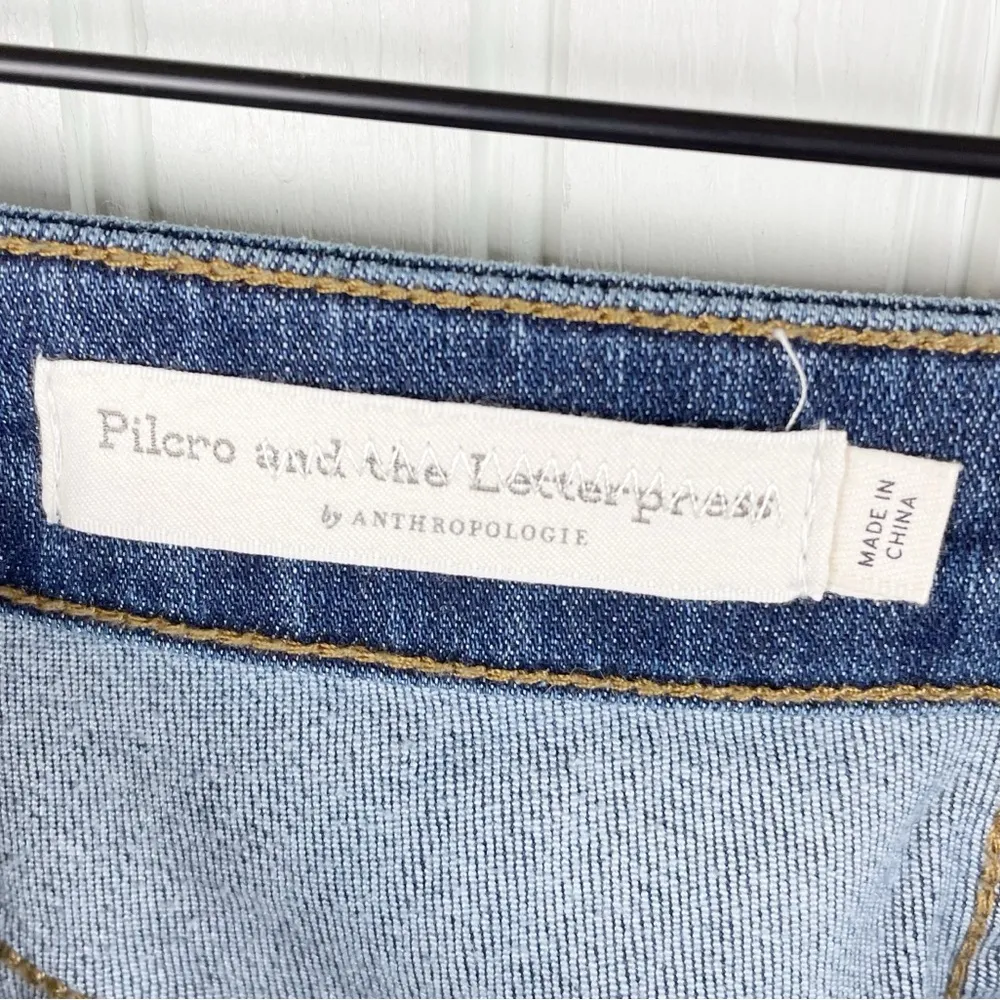 Pilcro and the Letterpress
by ANTHROPOLOGIE
MADE IN
CHINA